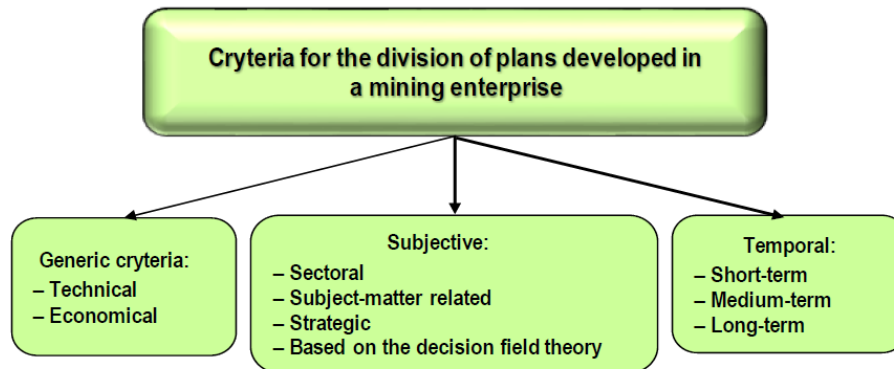 Cryteria for the division of plans developed in
a mining enterprise
Generic cryteria:
– Technical
– Economical
Subjective:
– Sectoral
– Subject-matter related
– Strategic
– Based on the decision field theory
Temporal:
– Short-term
– Medium-term
– Long-term